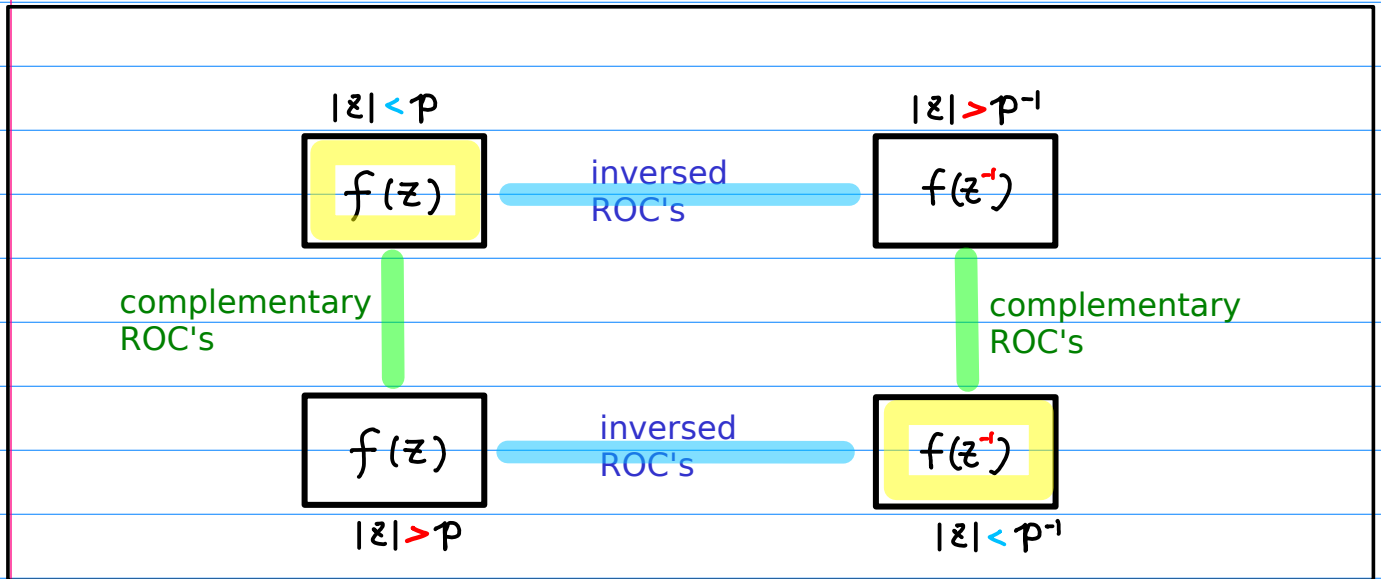 |z| < p
|z| > p⁻¹
f(z)
inversed
ROC's
f(z⁻¹)
complementary
ROC's
complementary
ROC's
f(z)
inversed
ROC's
f(z⁻¹)
|z| > p
|z| < p⁻¹